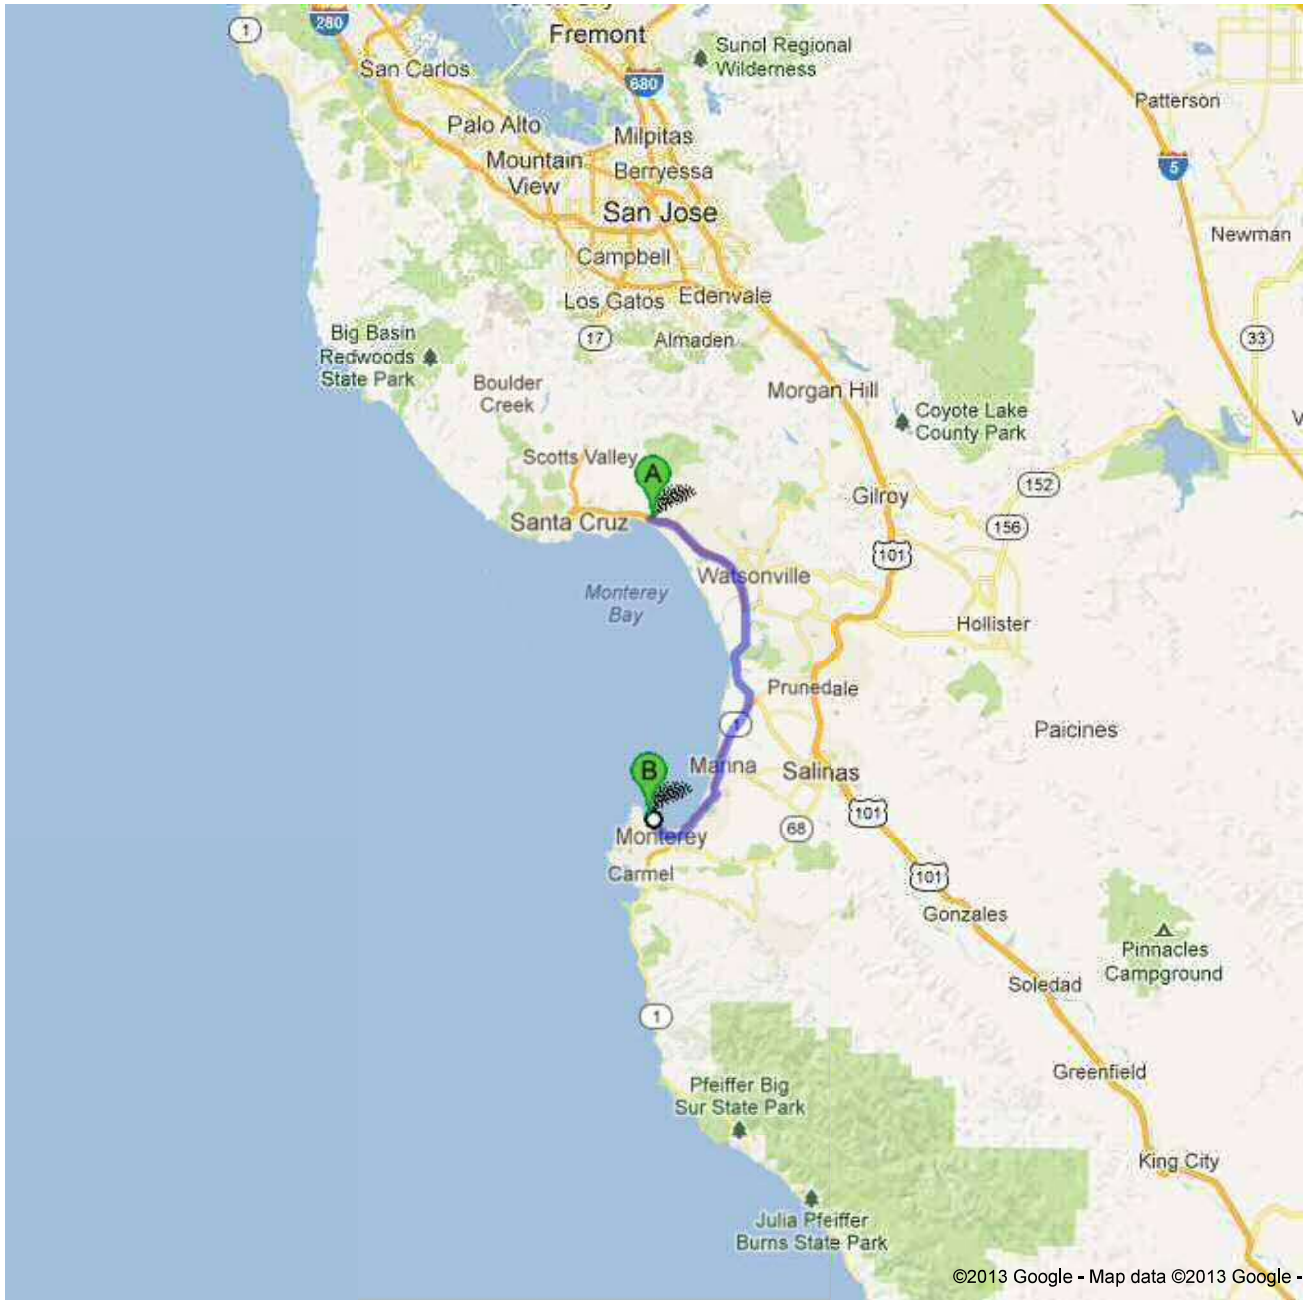 1
280
Fremont
San Carlos
Sunol Regional
Wilderness
680
Patterson
Palo Alto
Milpitas
Mountain
View
Berryessa
5
San Jose
Newman
Campbell
Los Gatos
Edenvale
Big Basin
Redwoods
State Park
17
Almaden
33
Boulder
Creek
Morgan Hill
Coyote Lake
County Park
V
Scotts Valley
A
152
Gilroy
Santa Cruz
156
101
Watsonville
Monterey
Bay
Hollister
Prunedale
1
Paicines
B
Marina
Salinas
101
68
Monterey
Carmel
101
Gonzales
Pinnacles
Campground
Soledad
1
Greenfield
Pfeiffer Big
Sur State Park
King City
Julia Pfeiffer
Burns State Park
©2013 Google - Map data ©2013 Google -